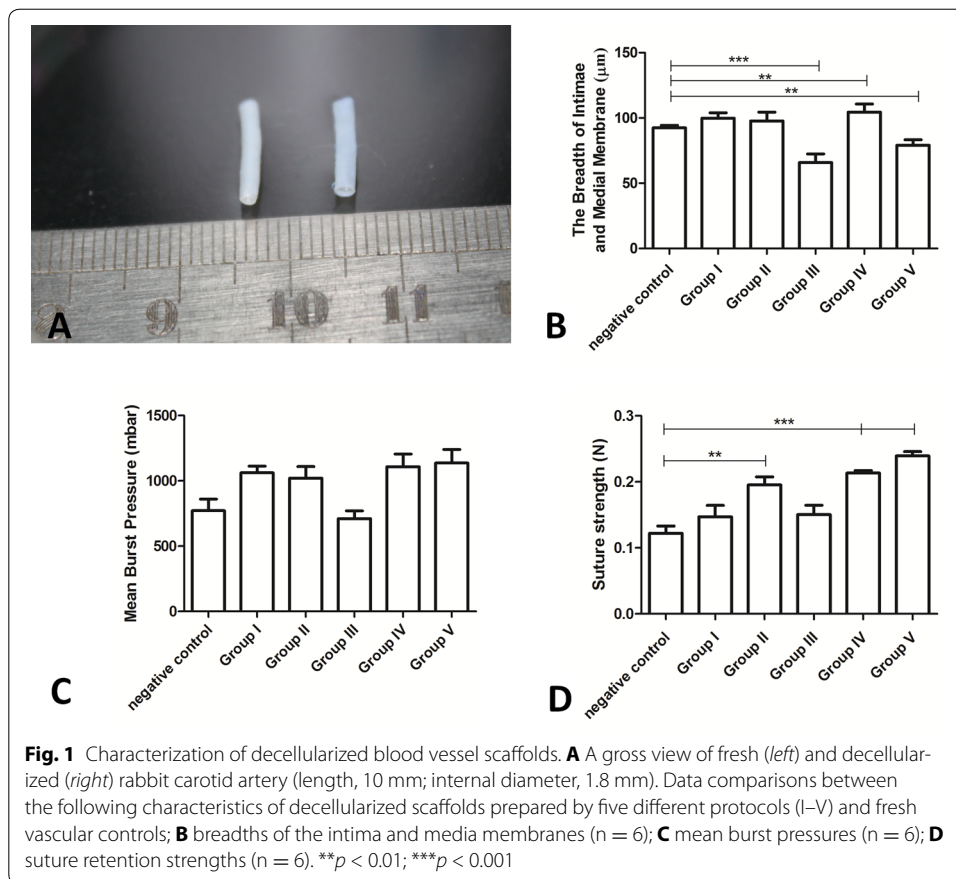 A
9
10
11
B
The Breadth of Intimae
and Medial Membrane (µm)
150
100
50
0
***
**
**
negative control
Group I
Group II
Group III
Group IV
Group V
C
Mean Burst Pressure (mbar)
1500
1000
500
0
negative control
Group I
Group II
Group III
Group IV
Group V
D
Suture strength (N)
0.3
0.2
0.1
0.0
***
**
negative control
Group I
Group II
Group III
Group IV
Group V
Fig. 1 Characterization of decellularized blood vessel scaffolds. A A gross view of fresh (left) and decellular-
ized (right) rabbit carotid artery (length, 10 mm; internal diameter, 1.8 mm). Data comparisons between
the following characteristics of decellularized scaffolds prepared by five different protocols (I–V) and fresh
vascular controls; B breadths of the intima and media membranes (n = 6); C mean burst pressures (n = 6); D
suture retention strengths (n = 6). **p < 0.01; ***p < 0.001